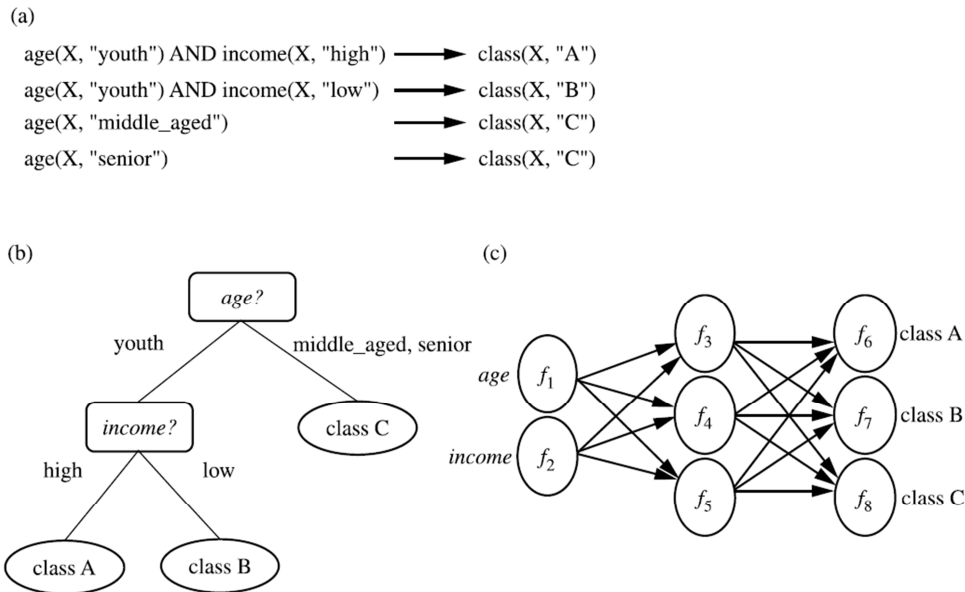 (a)
age(X, "youth") AND income(X, "high") class(X, "A")
age(X, "youth") AND income(X, "low") class(X, "B")
age(X, "middle_aged") class(X, "C")
age(X, "senior") class(X, "C")
(b)
age?
youth
middle_aged, senior
income?
class C
high
low
class A
class B
(c)
age
f1
income
f2
f3
f4
f5
f6
class A
f7
class B
f8
class C